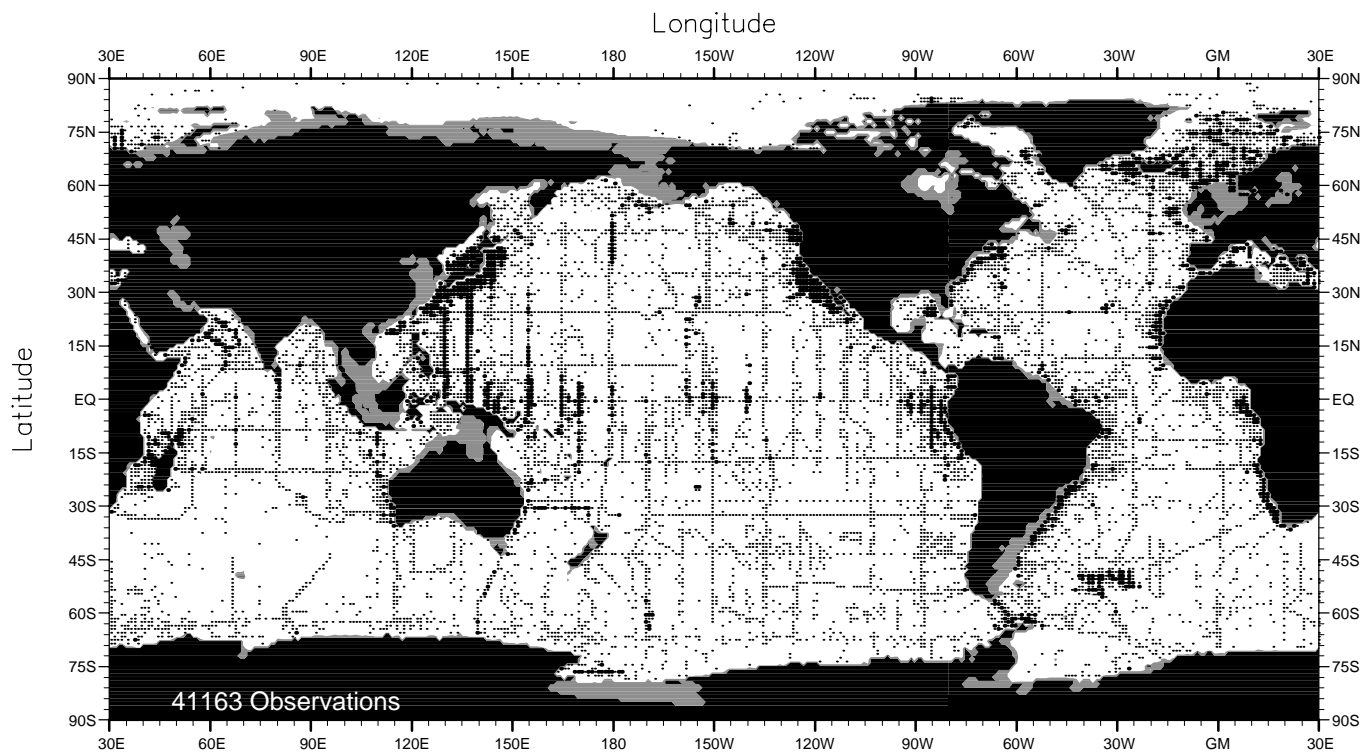 Longitude
30E 60E 90E 120E 150E 180 150W 120W 90W 60W 30W GM 30E
90N 90N
75N 75N
60N 60N
45N 45N
30N 30N
15N 15N
Latitude
EQ EQ
15S 15S
30S 30S
45S 45S
60S 60S
75S 75S
41163 Observations
90S 90S
30E 60E 90E 120E 150E 180 150W 120W 90W 60W 30W GM 30E